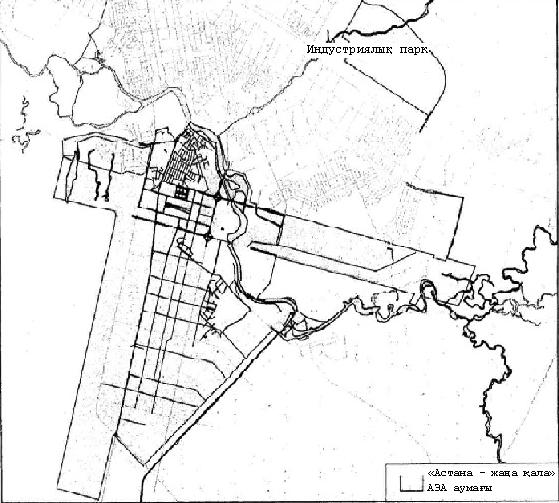 Индустриялық парк
«Астана - жаңа қала»
АЭА аумағы